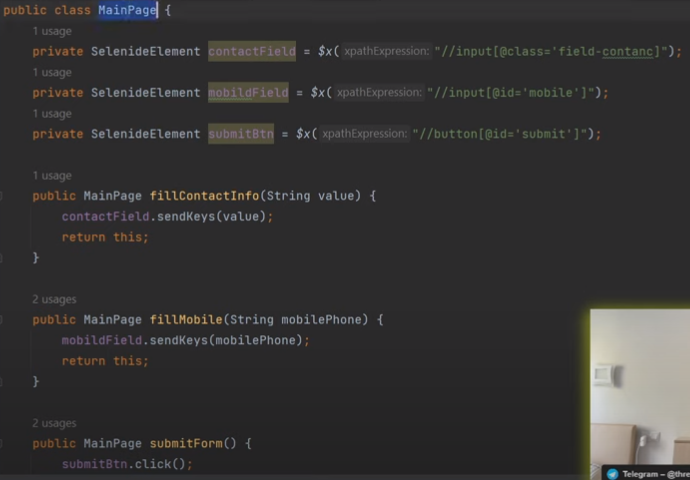 public class MainPage {
1 usage
private SelenideElement contactField = $x( xpathExpression: "//input[@class='field-contanc]");
1 usage
private SelenideElement mobildField = $x( xpathExpression: "//input[@id='mobile']");
1 usage
private SelenideElement submitBtn = $x( xpathExpression: "//button[@id='submit']");
1 usage
public MainPage fillContactInfo(String value) {
contactField.sendKeys(value);
return this;
}
2 usages
public MainPage fillMobile(String mobilePhone) {
mobildField.sendKeys(mobilePhone);
return this;
}
2 usages
public MainPage submitForm() {
submitBtn.click();
Telegram – @thre